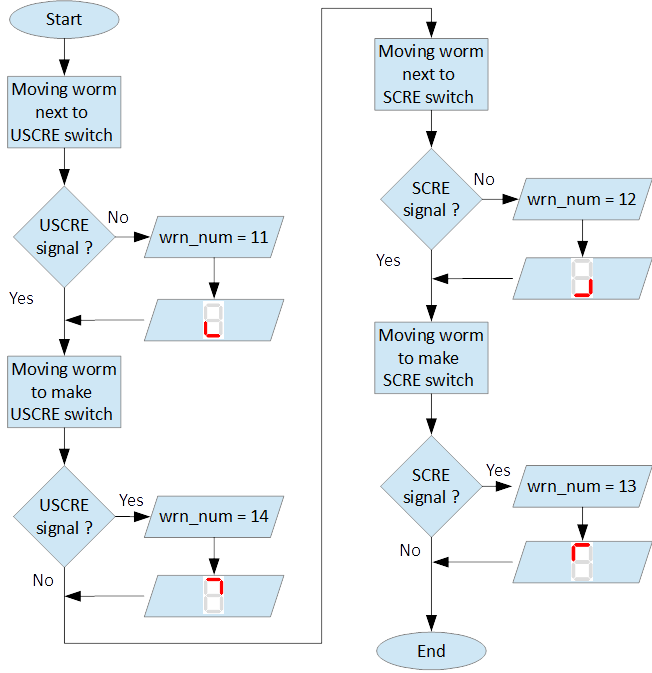 Start
Moving worm
next to
USCRE switch
USCRE
signal ?
No
wrn_num = 11
Yes
Moving worm
to make
USCRE switch
USCRE
signal ?
Yes
wrn_num = 14
No
Moving worm
next to
SCRE switch
SCRE
signal ?
No
wrn_num = 12
Yes
Moving worm
to make
SCRE switch
SCRE
signal ?
Yes
wrn_num = 13
No
End